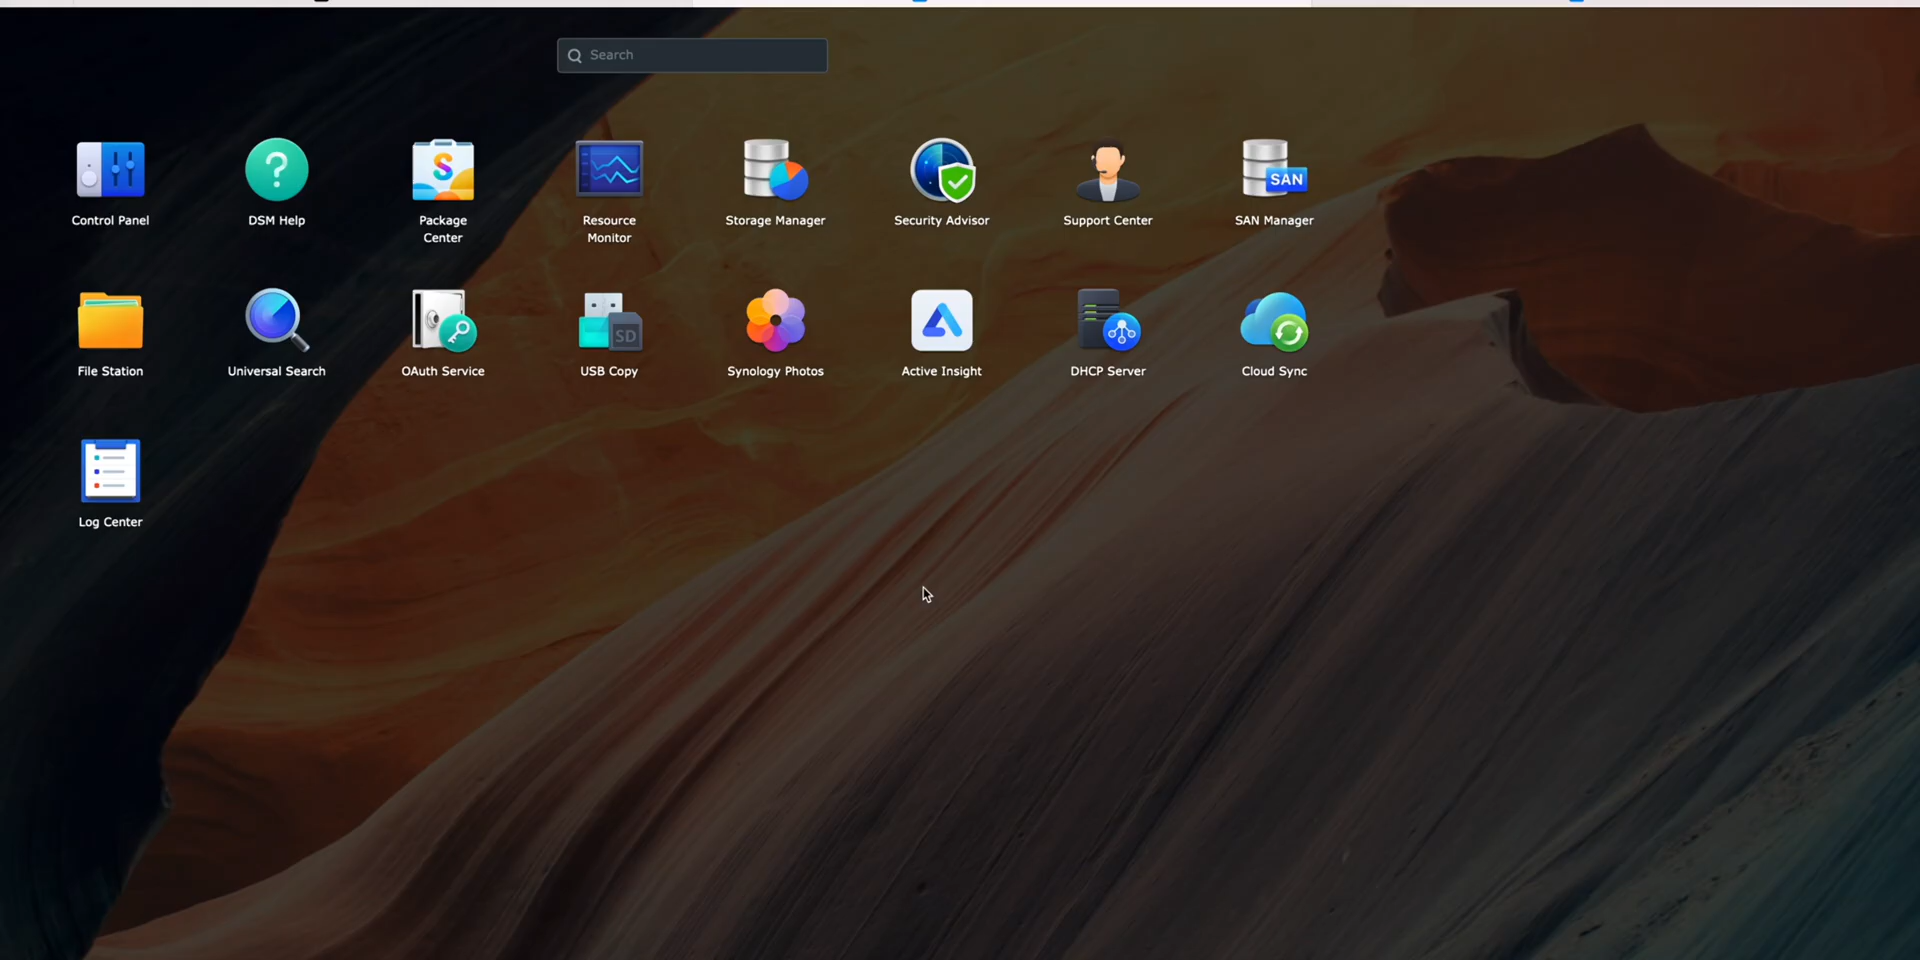 Search
Control Panel
DSM Help
Package
Center
Resource
Monitor
Storage Manager
Security Advisor
Support Center
SAN
SAN Manager
File Station
Universal Search
OAuth Service
SD
USB Copy
Synology Photos
Active Insight
DHCP Server
Cloud Sync
Log Center